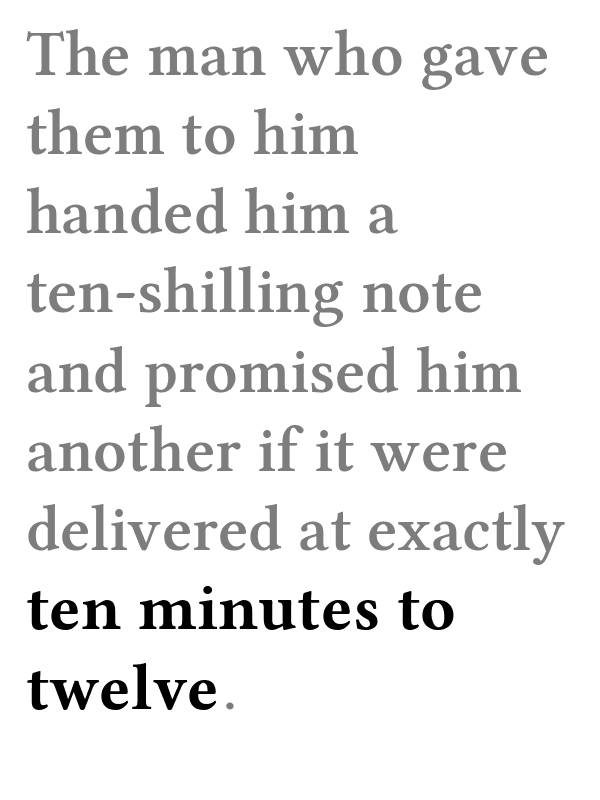 The man who gave
them to him
handed him a
ten-shilling note
and promised him
another if it were
delivered at exactly
ten minutes to
twelve.